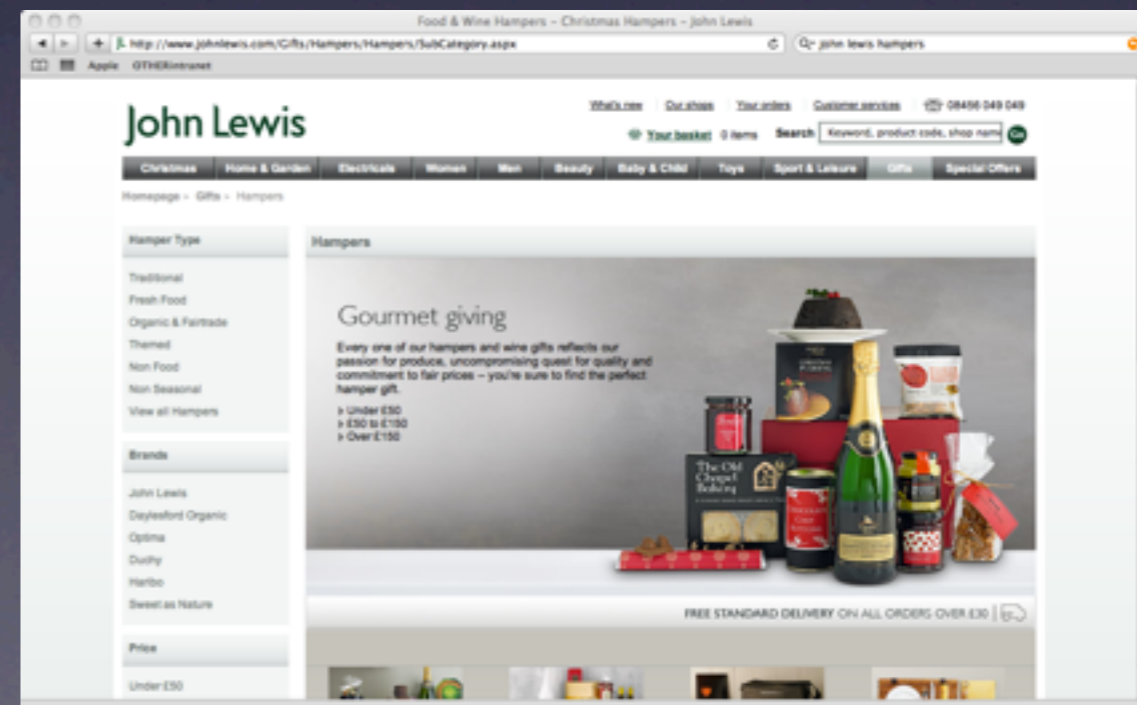 Food & Wine Hampers – Christmas Hampers – John Lewis
http://www.johnlewis.com/Gifts/Hampers/Hampers/SubCategory.aspx
john lewis hampers
Apple OTHERintranet
John Lewis
What's new Our shops Your orders Customer services 08456 049 049
Your basket 0 items Search Keyword, product code, shop name Go
Christmas Home & Garden Electricals Women Men Beauty Baby & Child Toys Sport & Leisure Gifts Special Offers
Homepage > Gifts > Hampers
Hamper Type
Traditional
Fresh Food
Organic & Fairtrade
Themed
Non Food
Non Seasonal
View all Hampers
Brands
John Lewis
Daylesford Organic
Optima
Duchy
Haribo
Sweet as Nature
Price
Under £50
Hampers
Gourmet giving
Every one of our hampers and wine gifts reflects our
passion for produce, uncompromising quest for quality and
commitment to fair prices – you're sure to find the perfect
hamper gift.
> Under £50
> £50 to £150
> Over £150
The Old
Chapel
Bakery
FREE STANDARD DELIVERY ON ALL ORDERS OVER £30